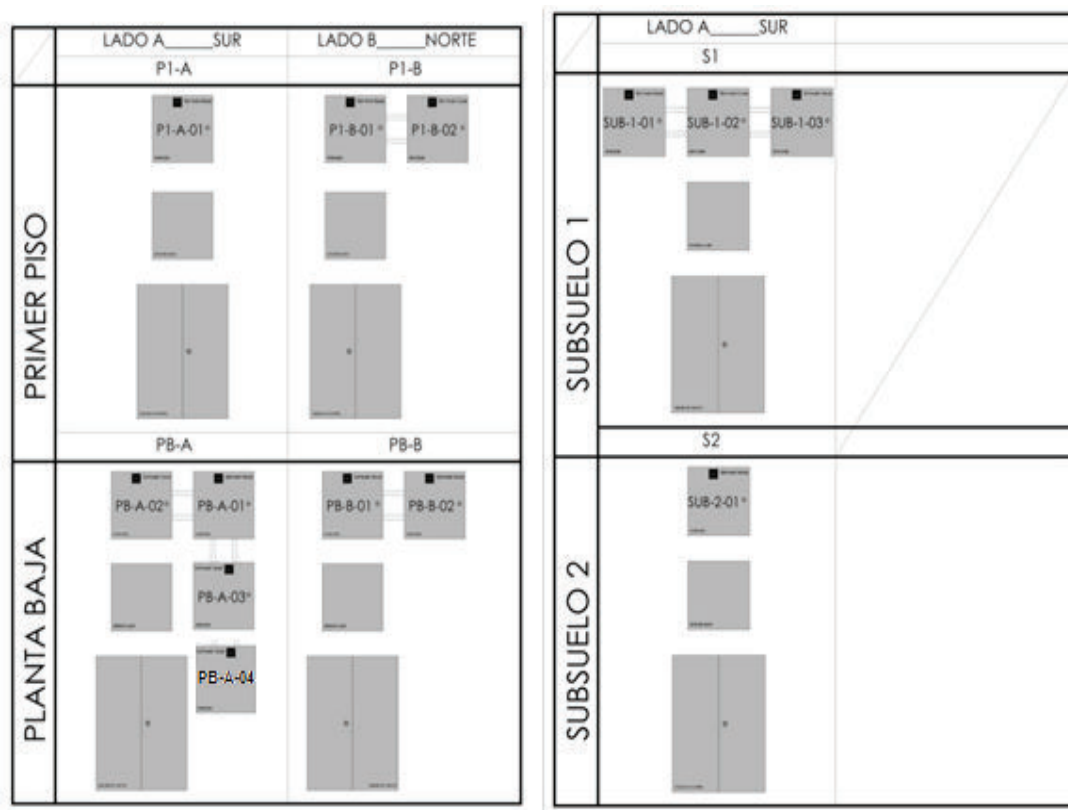 LADO A_____SUR LADO B_____NORTE
P1-A P1-B
PRIMER PISO
P1-A-01°
P1-B-01° P1-B-02°
PB-A PB-B
PLANTA BAJA
PB-A-02° PB-A-01°
PB-A-03°
PB-A-04
PB-B-01° PB-B-02°
LADO A_____SUR
S1
SUBSUELO 1
SUB-1-01° SUB-1-02° SUB-1-03°
S2
SUBSUELO 2
SUB-2-01°